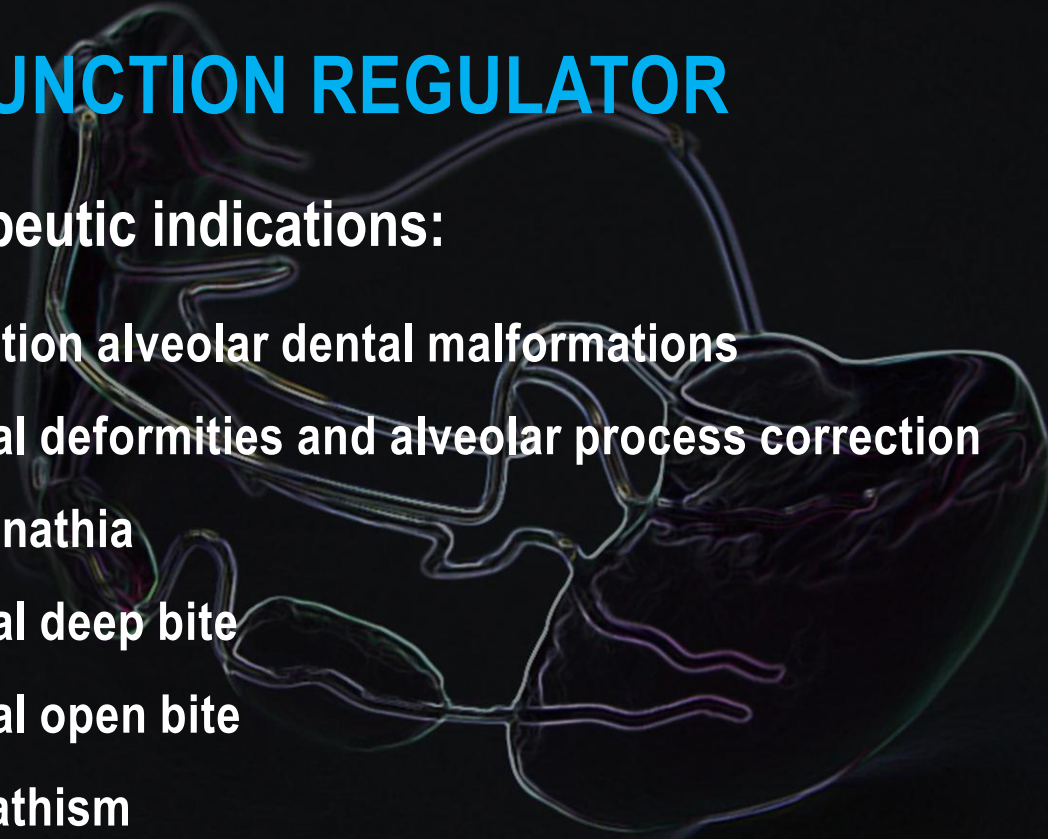 UNCTION REGULATOR
peutic indications:
tion alveolar dental malformations
al deformities and alveolar process correction
nathia
al deep bite
al open bite
athism